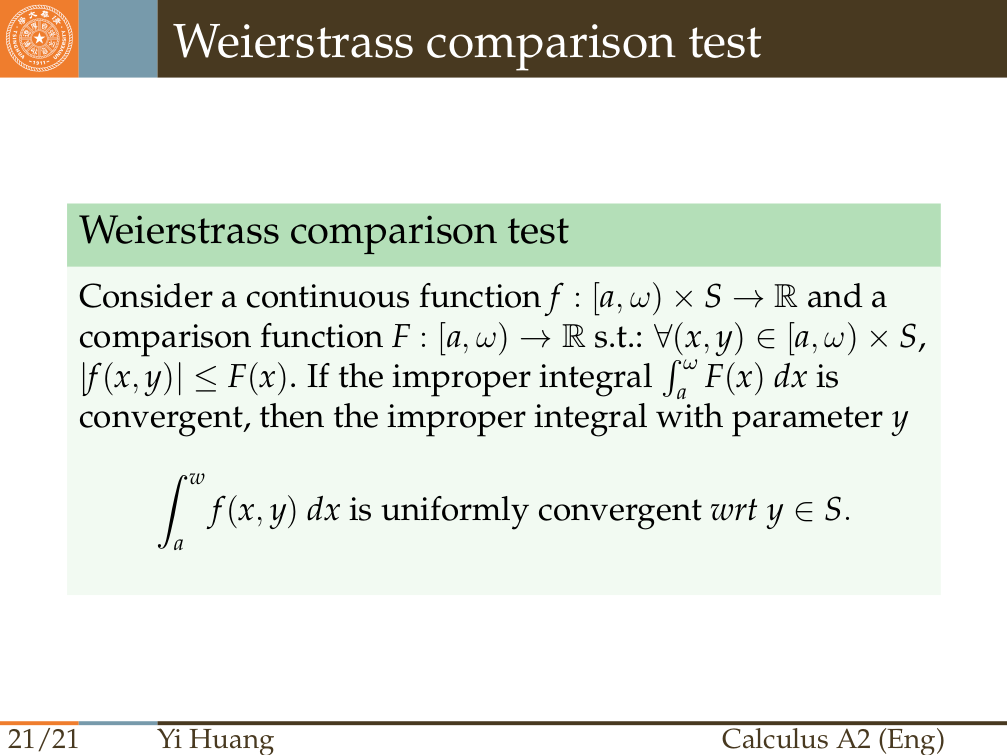 Weierstrass comparison test
Weierstrass comparison test
Consider a continuous function f : [a, ω) × S → ℝ and a
comparison function F : [a, ω) → ℝ s.t.: ∀(x, y) ∈ [a, ω) × S,
|f(x, y)| ≤ F(x). If the improper integral ∫_a^ω F(x) dx is
convergent, then the improper integral with parameter y
∫_a^w f(x, y) dx is uniformly convergent wrt y ∈ S.
21/21 Yi Huang Calculus A2 (Eng)